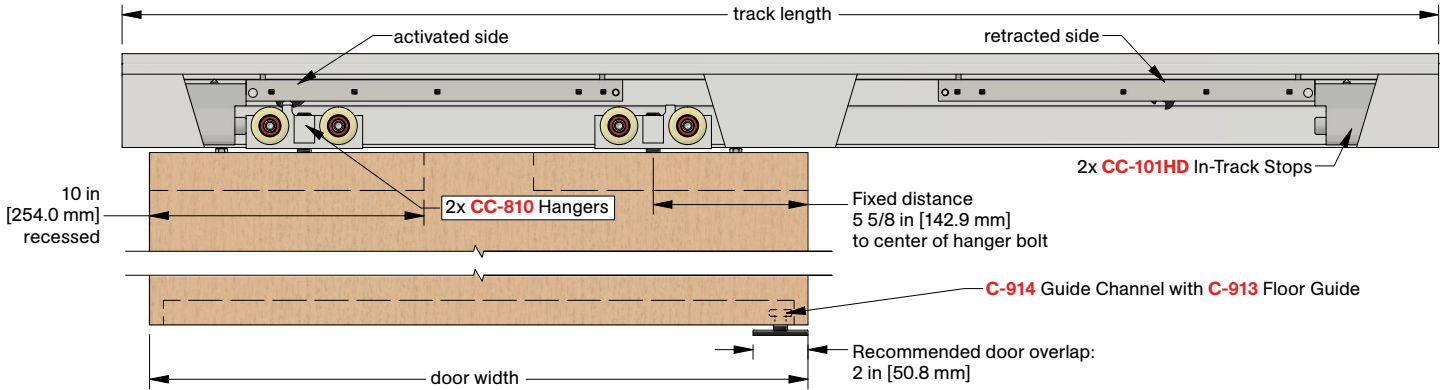 track length
activated side
retracted side
2x CC-101HD In-Track Stops
10 in
[254.0 mm]
recessed
2x CC-810 Hangers
Fixed distance
5 5/8 in [142.9 mm]
to center of hanger bolt
C-914 Guide Channel with C-913 Floor Guide
Recommended door overlap:
2 in [50.8 mm]
door width